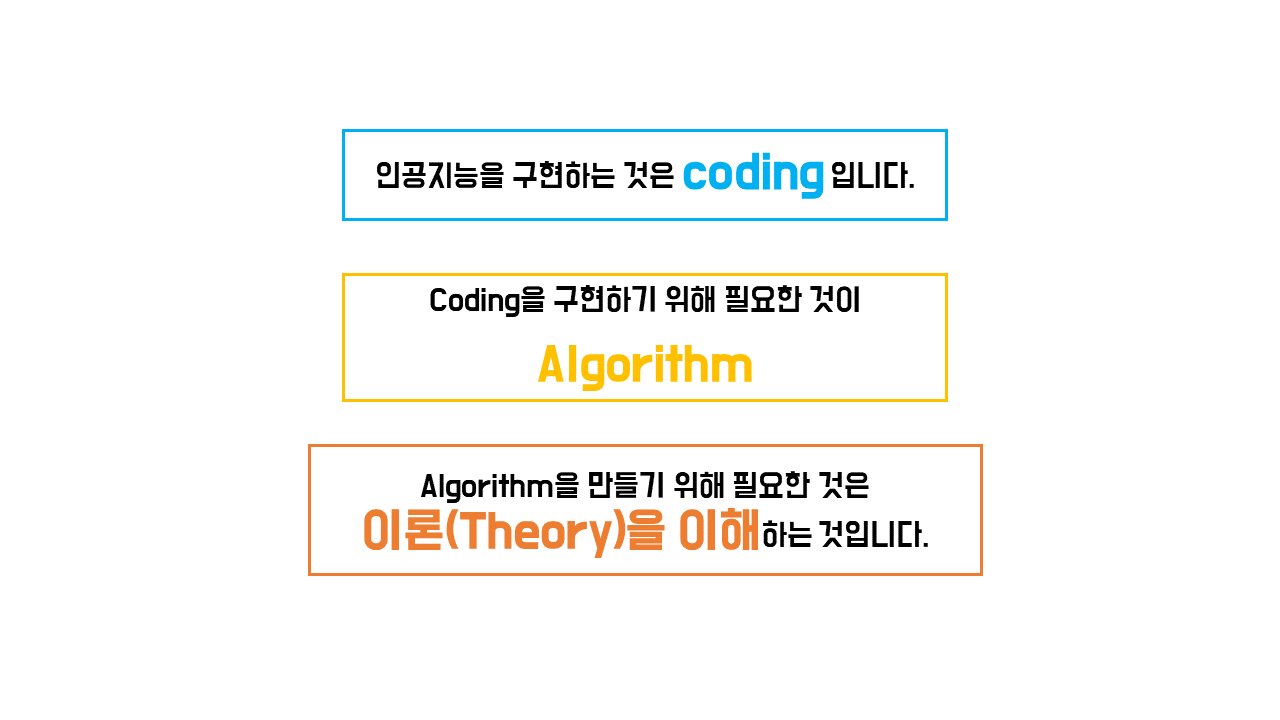 인공지능을 구현하는 것은 coding 입니다.
Coding을 구현하기 위해 필요한 것이
Algorithm
Algorithm을 만들기 위해 필요한 것은
이론(Theory)을 이해하는 것입니다.